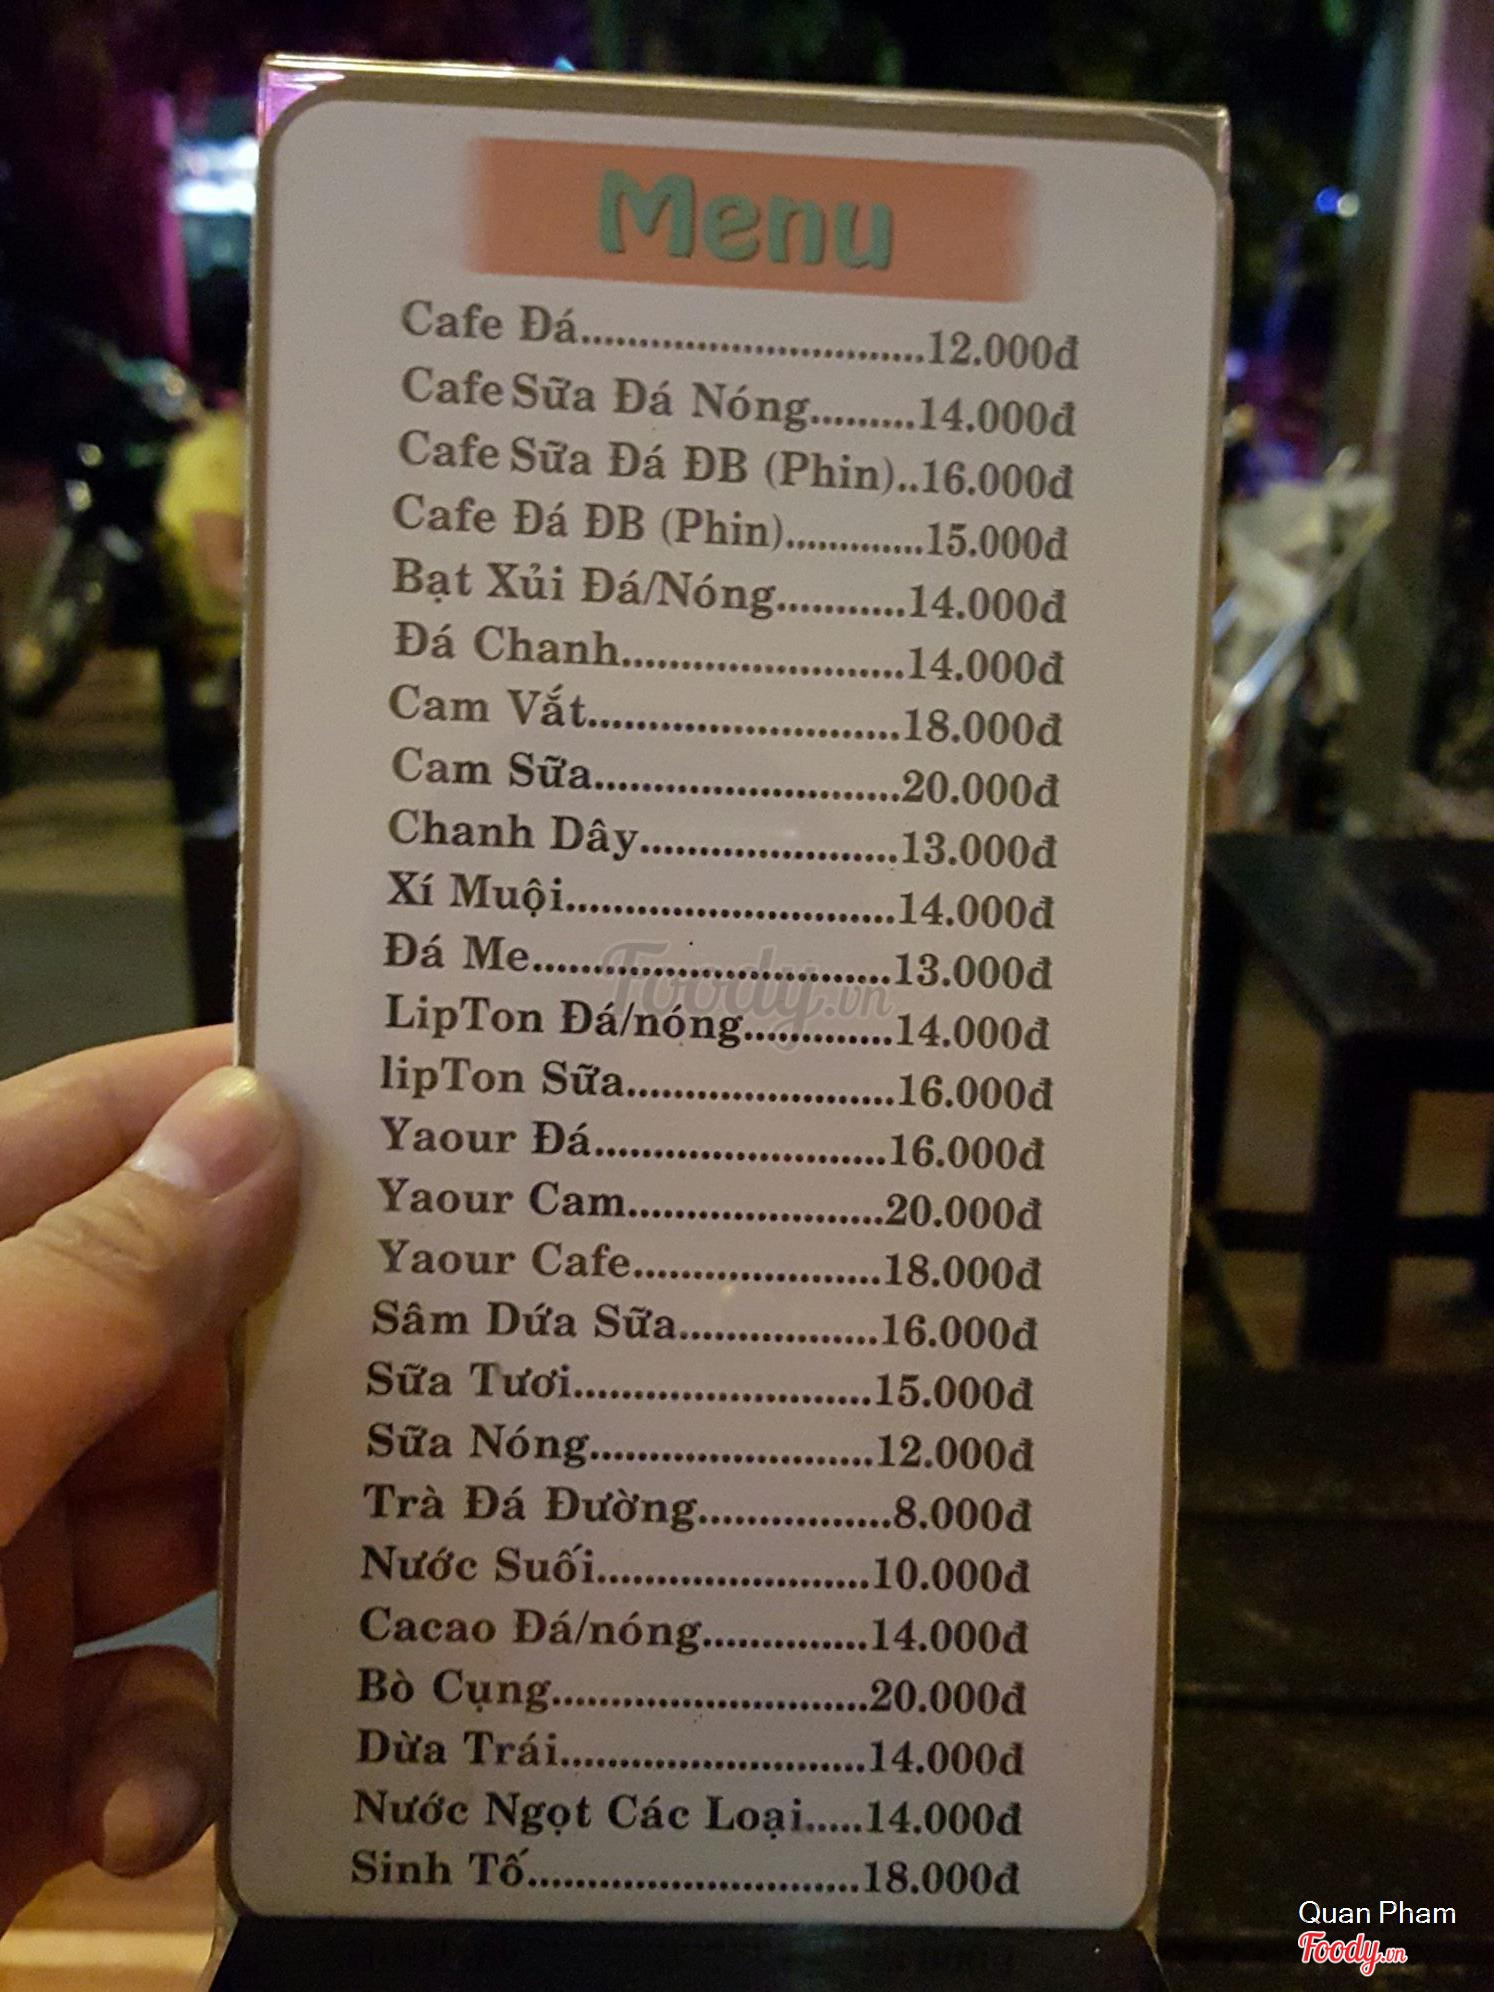 Menu
Cafe Đá.............................12.000đ
Cafe Sữa Đá Nóng.........14.000đ
Cafe Sữa Đá ĐB (Phin)..16.000đ
Cafe Đá ĐB (Phin)............15.000đ
Bạt Xủi Đá/Nóng...........14.000đ
Đá Chanh........................14.000đ
Cam Vắt..........................18.000đ
Cam Sữa..........................20.000đ
Chanh Dây......................13.000đ
Xí Muội............................14.000đ
Đá Me..............................13.000đ
LipTon Đá/nóng.............14.000đ
lipTon Sữa.......................16.000đ
Yaour Đá.........................16.000đ
Yaour Cam......................20.000đ
Yaour Cafe.....................18.000đ
Sâm Dứa Sữa.................16.000đ
Sữa Tươi.........................15.000đ
Sữa Nóng........................12.000đ
Trà Đá Đường................8.000đ
Nước Suối.......................10.000đ
Cacao Đá/nóng..............14.000đ
Bò Cụng...........................20.000đ
Dừa Trái..........................14.000đ
Nước Ngọt Các Loại.....14.000đ
Sinh Tố............................18.000đ
Foody.vn
Quan Pham
Foody.vn